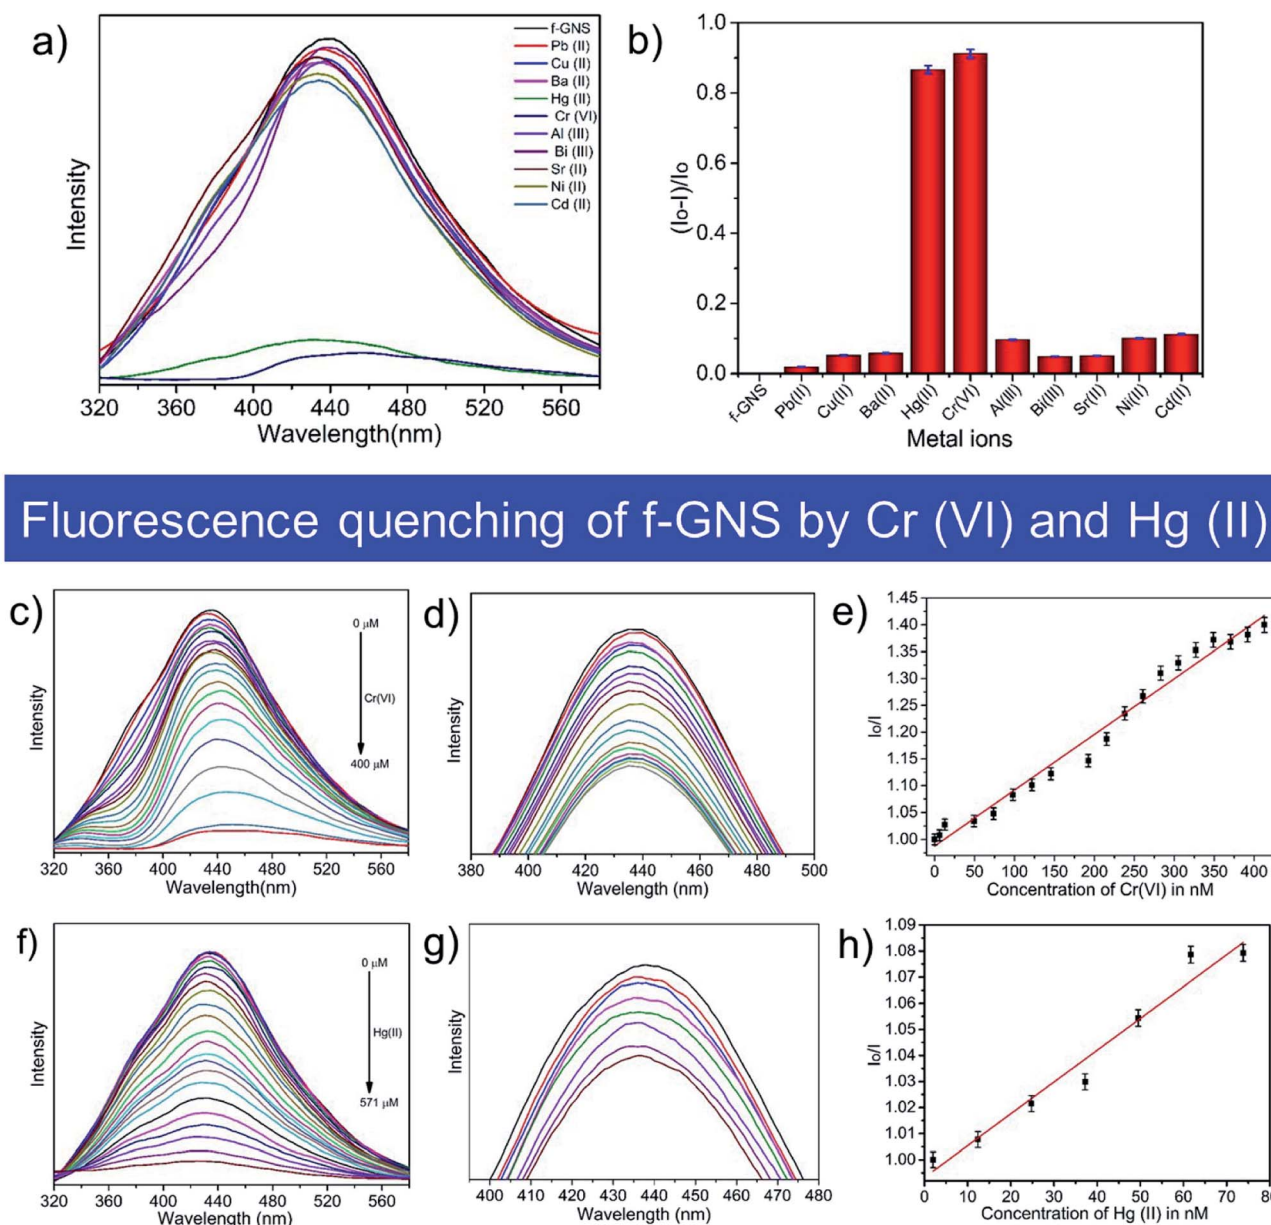 a)
f-GNS
Pb (II)
Cu (II)
Ba (II)
Hg (II)
Cr (VI)
Al (III)
Bi (III)
Sr (II)
Ni (II)
Cd (II)
Intensity
320 360 400 440 480 520 560
Wavelength(nm)
b)
1.0
0.8
0.6
0.4
0.2
0.0
(I₀-I)/I₀
f-GNS Pb(II) Cu(II) Ba(II) Hg(II) Cr(VI) Al(III) Bi(III) Sr(II) Ni(II) Cd(II)
Metal ions
Fluorescence quenching of f-GNS by Cr (VI) and Hg (II)
c)
0 µM
Cr(VI)
400 µM
Intensity
320 360 400 440 480 520 560
Wavelength(nm)
d)
Intensity
380 400 420 440 460 480 500
Wavelength (nm)
e)
1.45
1.40
1.35
1.30
1.25
1.20
1.15
1.10
1.05
1.00
I₀/I
0 50 100 150 200 250 300 350 400
Concentration of Cr(VI) in nM
f)
0 µM
Hg(II)
571 µM
Intensity
320 360 400 440 480 520 560
Wavelength (nm)
g)
Intensity
400 410 420 430 440 450 460 470 480
Wavelength (nm)
h)
1.09
1.08
1.07
1.06
1.05
1.04
1.03
1.02
1.01
1.00
I₀/I
0 10 20 30 40 50 60 70 80
Concentration of Hg (II) in nM